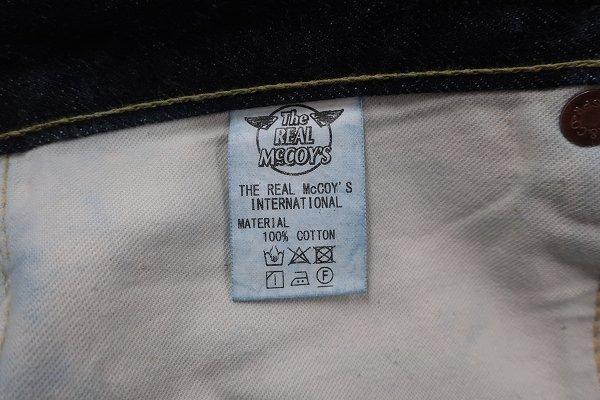 The
REAL
McCOY'S
THE REAL McCOY'S
INTERNATIONAL
MATERIAL
100% COTTON
F